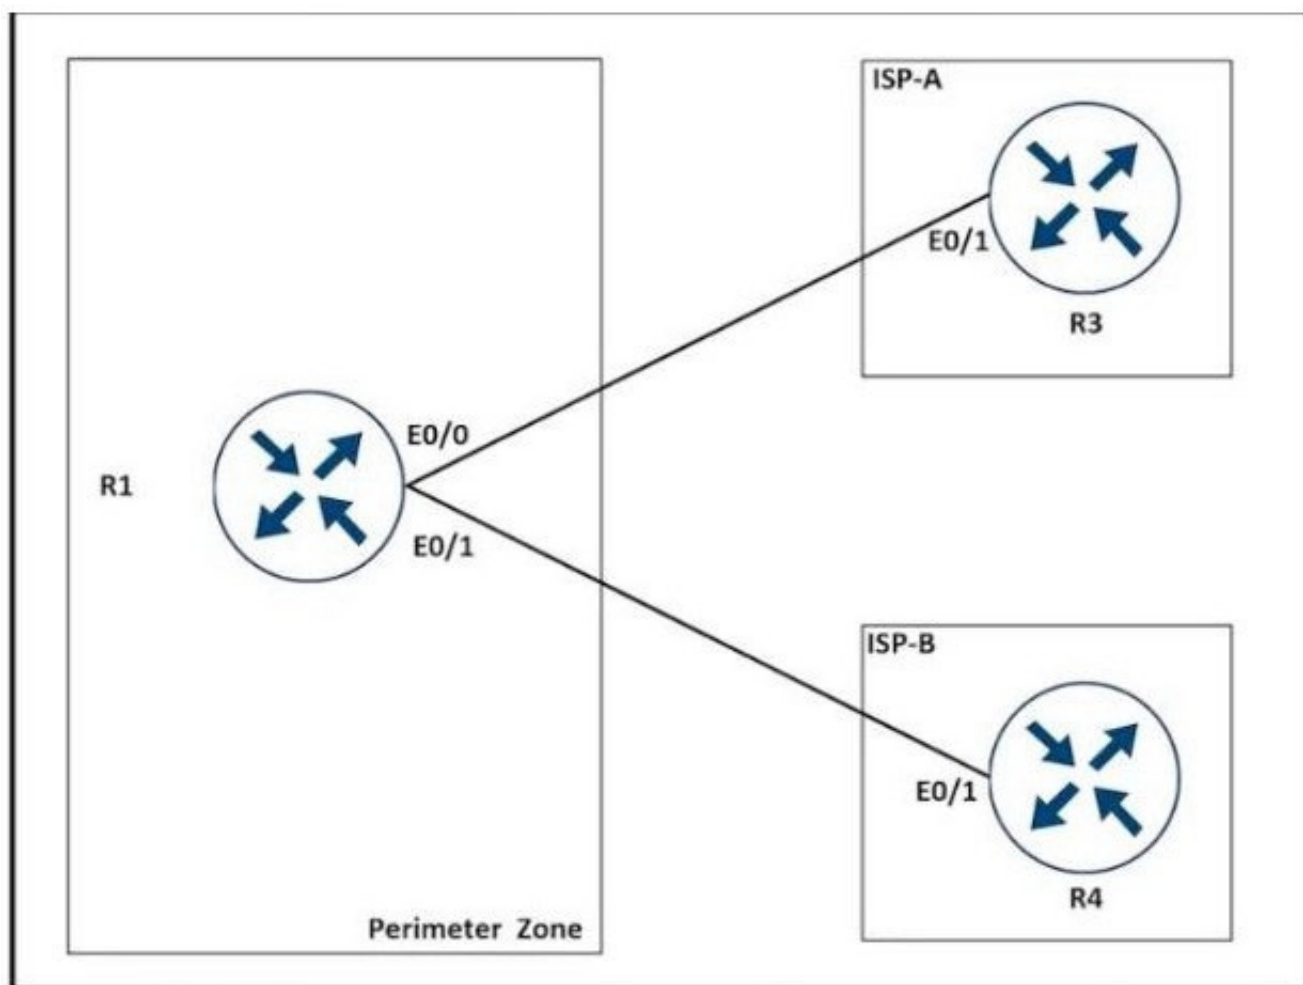 ISP-A
E0/1
R3
E0/0
R1
E0/1
ISP-B
E0/1
R4
Perimeter Zone